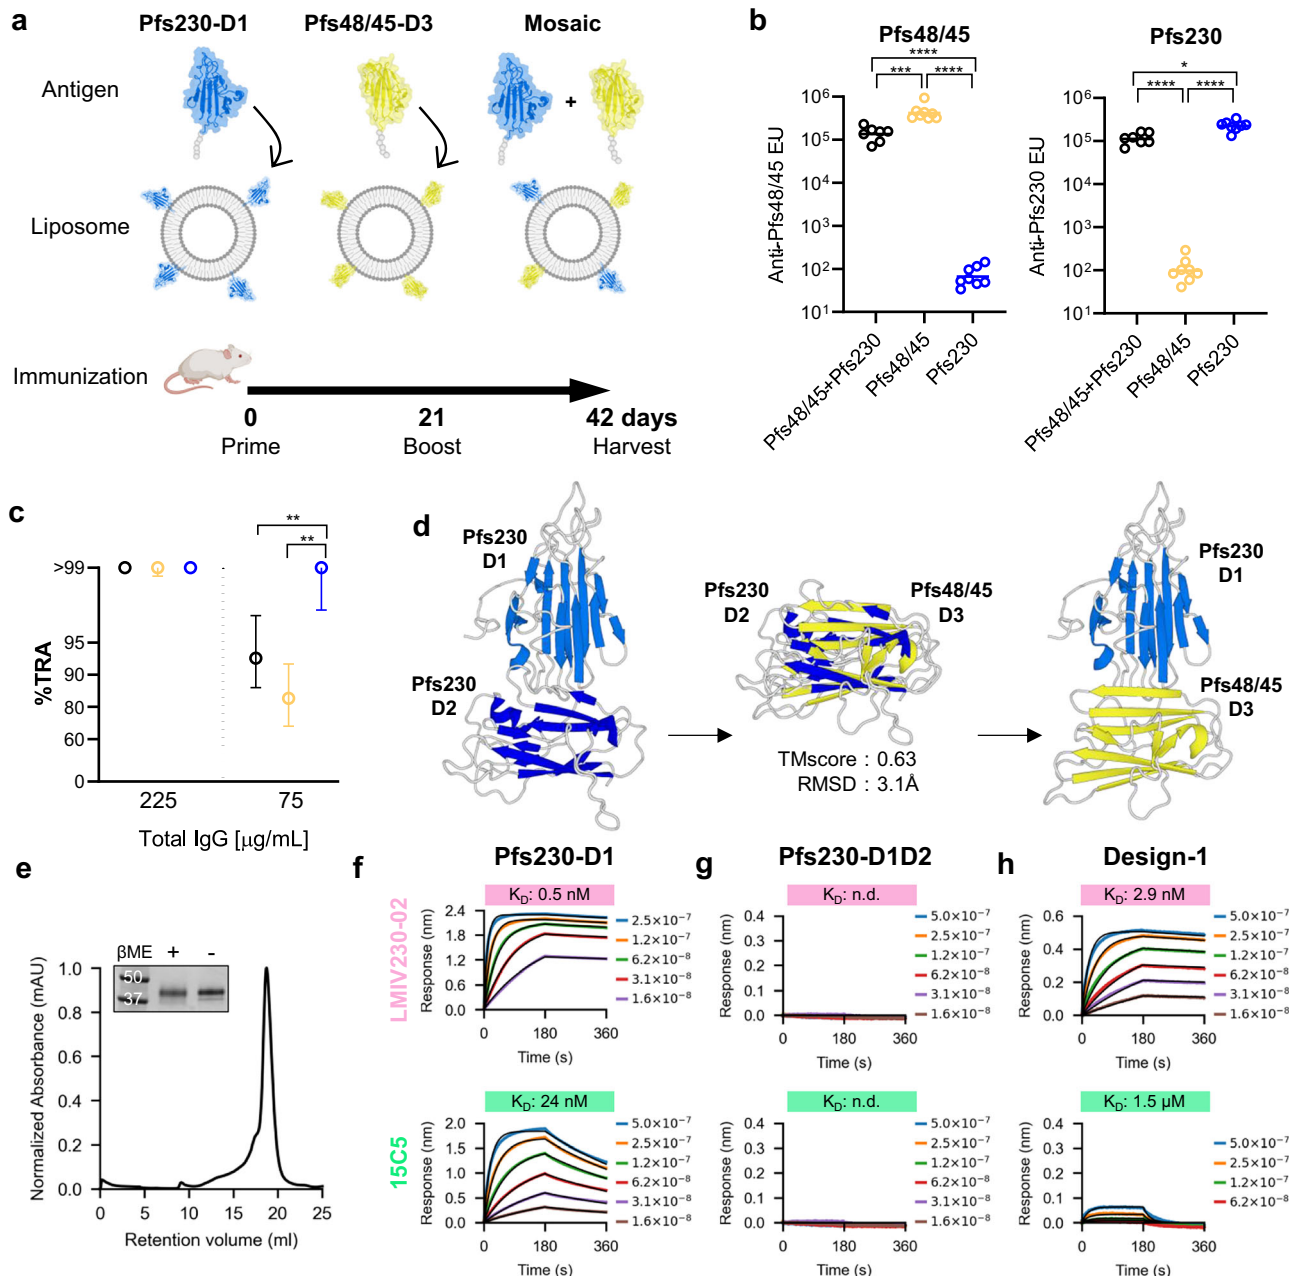 a
Pfs230-D1 Pfs48/45-D3 Mosaic
Antigen
+
Liposome
Immunization
0 21 42 days
Prime Boost Harvest
b
Pfs48/45
****
*** ****
Anti-Pfs48/45 EU
10⁶
10⁵
10⁴
10³
10²
10¹
Pfs48/45+Pfs230
Pfs48/45
Pfs230
Pfs230
*
**** ****
Anti-Pfs230 EU
10⁶
10⁵
10⁴
10³
10²
10¹
Pfs48/45+Pfs230
Pfs48/45
Pfs230
c
**
**
%TRA
>99
95
90
80
60
0
225 75
Total IgG [μg/mL]
d
Pfs230
D1
Pfs230
D2
Pfs230
D2
Pfs48/45
D3
TMscore : 0.63
RMSD : 3.1Å
Pfs230
D1
Pfs48/45
D3
e
βME + -
50
37
Normalized Absorbance (mAU)
1.0
0.8
0.6
0.4
0.2
0.0
0 5 10 15 20 25
Retention volume (ml)
f
Pfs230-D1
LMIV230-02
K_D: 0.5 nM
Response (nm)
2.4
1.8
1.2
0.6
0.0
0 180 360
Time (s)
2.5×10⁻⁷
1.2×10⁻⁷
6.2×10⁻⁸
3.1×10⁻⁸
1.6×10⁻⁸
15C5
K_D: 24 nM
Response (nm)
2.0
1.5
1.0
0.5
0.0
0 180 360
Time (s)
5.0×10⁻⁷
2.5×10⁻⁷
1.2×10⁻⁷
6.2×10⁻⁸
3.1×10⁻⁸
1.6×10⁻⁸
g
Pfs230-D1D2
K_D: n.d.
Response (nm)
0.4
0.3
0.2
0.1
0.0
0 180 360
Time (s)
5.0×10⁻⁷
2.5×10⁻⁷
1.2×10⁻⁷
6.2×10⁻⁸
3.1×10⁻⁸
1.6×10⁻⁸
K_D: n.d.
Response (nm)
0.4
0.3
0.2
0.1
0.0
0 180 360
Time (s)
5.0×10⁻⁷
2.5×10⁻⁷
1.2×10⁻⁷
6.2×10⁻⁸
3.1×10⁻⁸
1.6×10⁻⁸
h
Design-1
K_D: 2.9 nM
Response (nm)
0.6
0.4
0.2
0.0
0 180 360
Time (s)
5.0×10⁻⁷
2.5×10⁻⁷
1.2×10⁻⁷
6.2×10⁻⁸
3.1×10⁻⁸
1.6×10⁻⁸
K_D: 1.5 μM
Response (nm)
0.4
0.3
0.2
0.1
0.0
0 180 360
Time (s)
5.0×10⁻⁷
2.5×10⁻⁷
1.2×10⁻⁷
6.2×10⁻⁸